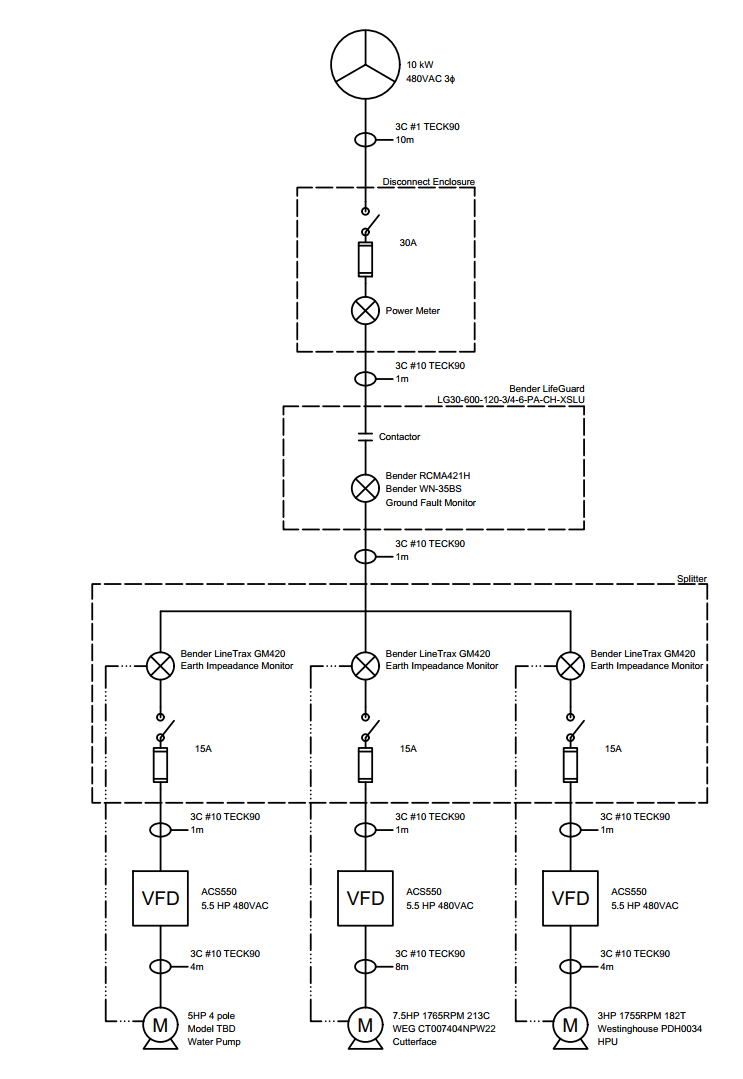 10 kW
480VAC 3ϕ
3C #1 TECK90
10m
Disconnect Enclosure
30A
Power Meter
3C #10 TECK90
1m
Bender LifeGuard
LG30-600-120-3/4-6-PA-CH-XSLU
Contactor
Bender RCMA421H
Bender WN-35BS
Ground Fault Monitor
3C #10 TECK90
1m
Splitter
Bender LineTrax GM420
Earth Impeadance Monitor
Bender LineTrax GM420
Earth Impeadance Monitor
Bender LineTrax GM420
Earth Impeadance Monitor
15A
15A
15A
3C #10 TECK90
1m
3C #10 TECK90
1m
3C #10 TECK90
1m
VFD
ACS550
5.5 HP 480VAC
VFD
ACS550
5.5 HP 480VAC
VFD
ACS550
5.5 HP 480VAC
3C #10 TECK90
4m
3C #10 TECK90
8m
3C #10 TECK90
4m
M
5HP 4 pole
Model TBD
Water Pump
M
7.5HP 1765RPM 213C
WEG CT007404NPW22
Cutterface
M
3HP 1755RPM 182T
Westinghouse PDH0034
HPU